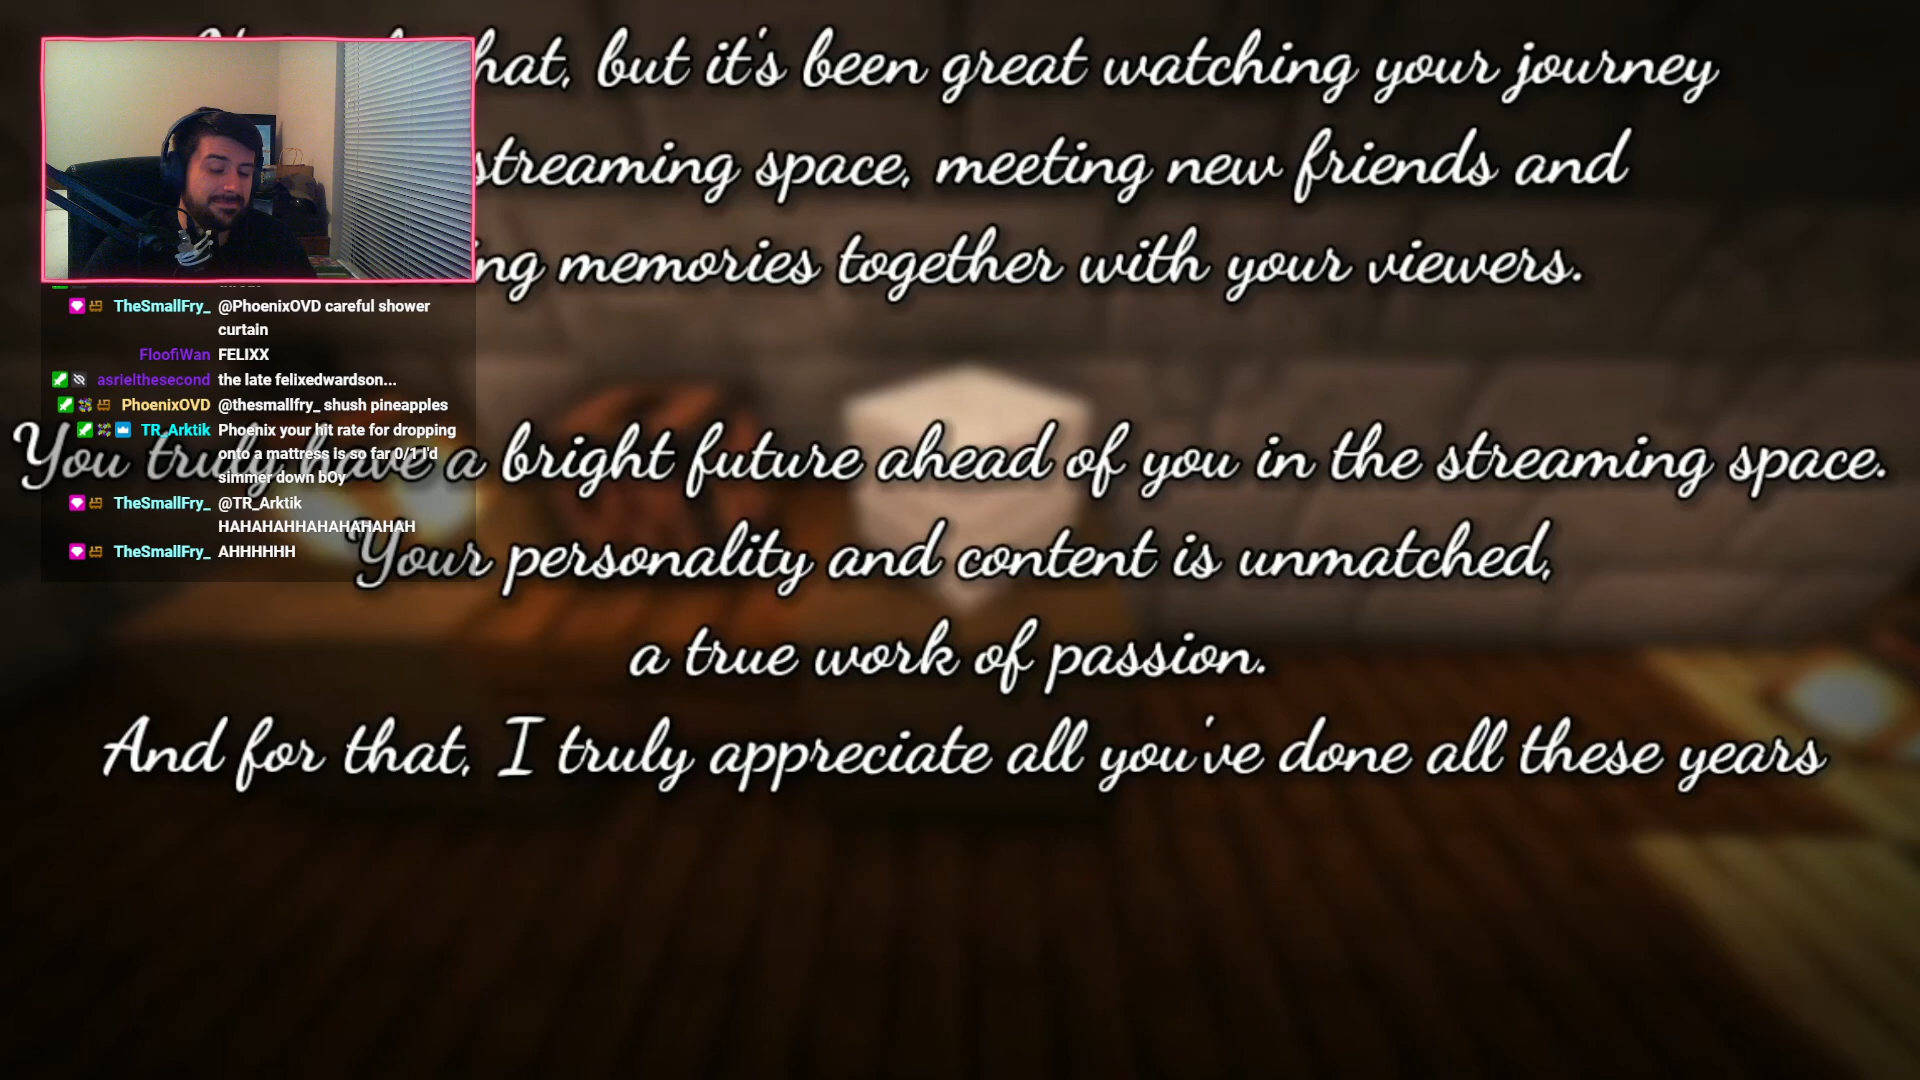 hat, but it's been great watching your journey
streaming space, meeting new friends and
ng memories together with your viewers.
TheSmallFry_ @PhoenixOVD careful shower
curtain
FloofiWan FELIXX
asrielthesecond the late felixedwardson...
PhoenixOVD @thesmallfry_ shush pineapples
TR_Arktik Phoenix your hit rate for dropping
onto a mattress is so far 0/1 I'd
simmer down bOy
TheSmallFry_ @TR_Arktik
HAHAHAHHAHAHAHAHAH
TheSmallFry_ AHHHHHH
You truly have a bright future ahead of you in the streaming space.
Your personality and content is unmatched,
a true work of passion.
And for that, I truly appreciate all you've done all these years